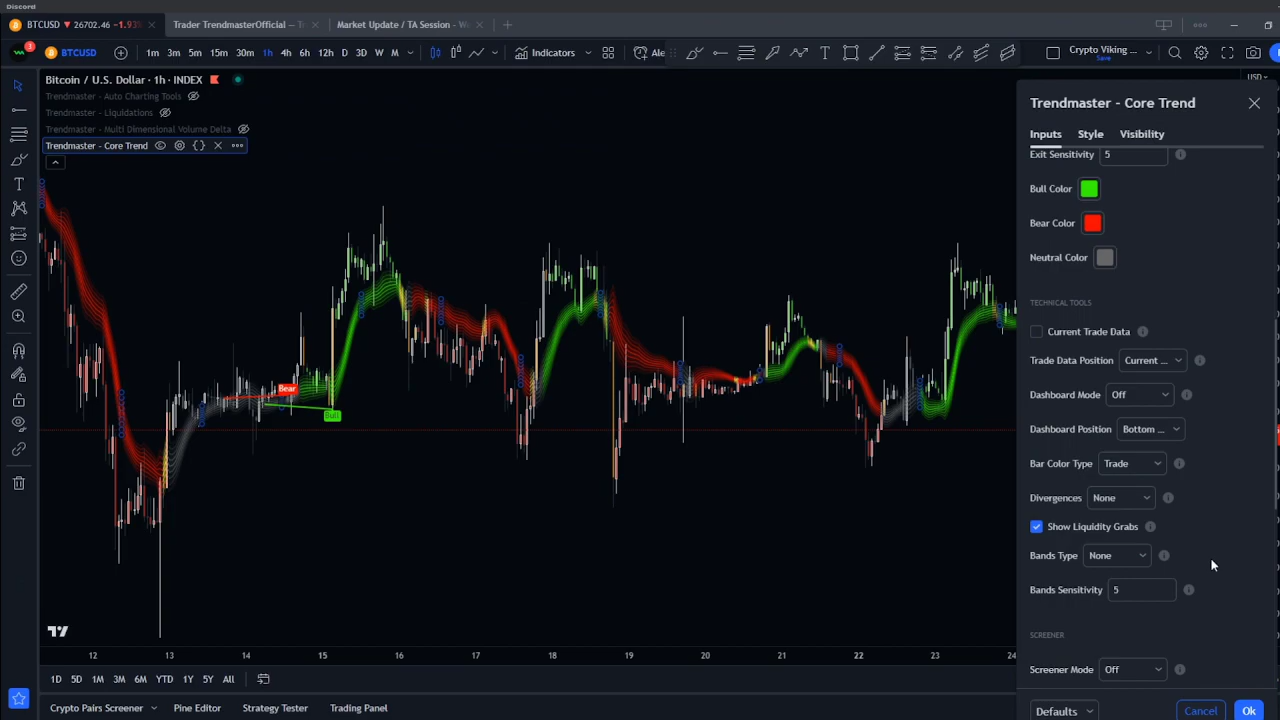 Discord
BTCUSD 26702.46 -1.93%
Trader TrendmasterOfficial — Tr
Market Update / TA Session -
3
BTCUSD
1m 3m 5m 15m 30m 1h 4h 6h 12h D 3D W M
Indicators
Ale
Crypto Viking ...
Save
Bitcoin / U.S. Dollar · 1h · INDEX
USD
Trendmaster - Auto Charting Tools
Trendmaster - Liquidations
Trendmaster - Multi Dimensional Volume Delta
Trendmaster - Core Trend
Trendmaster - Core Trend
Inputs Style Visibility
Exit Sensitivity 5
Bull Color
Bear Color
Neutral Color
TECHNICAL TOOLS
Current Trade Data
Trade Data Position Current ...
Dashboard Mode Off
Dashboard Position Bottom ...
Bar Color Type Trade
Divergences None
Show Liquidity Grabs
Bands Type None
Bands Sensitivity 5
SCREENER
Screener Mode Off
Defaults Cancel Ok
Bear
Bull
12 13 14 15 16 17 18 19 20 21 22 23 24
1D 5D 1M 3M 6M YTD 1Y 5Y All
Crypto Pairs Screener Pine Editor Strategy Tester Trading Panel